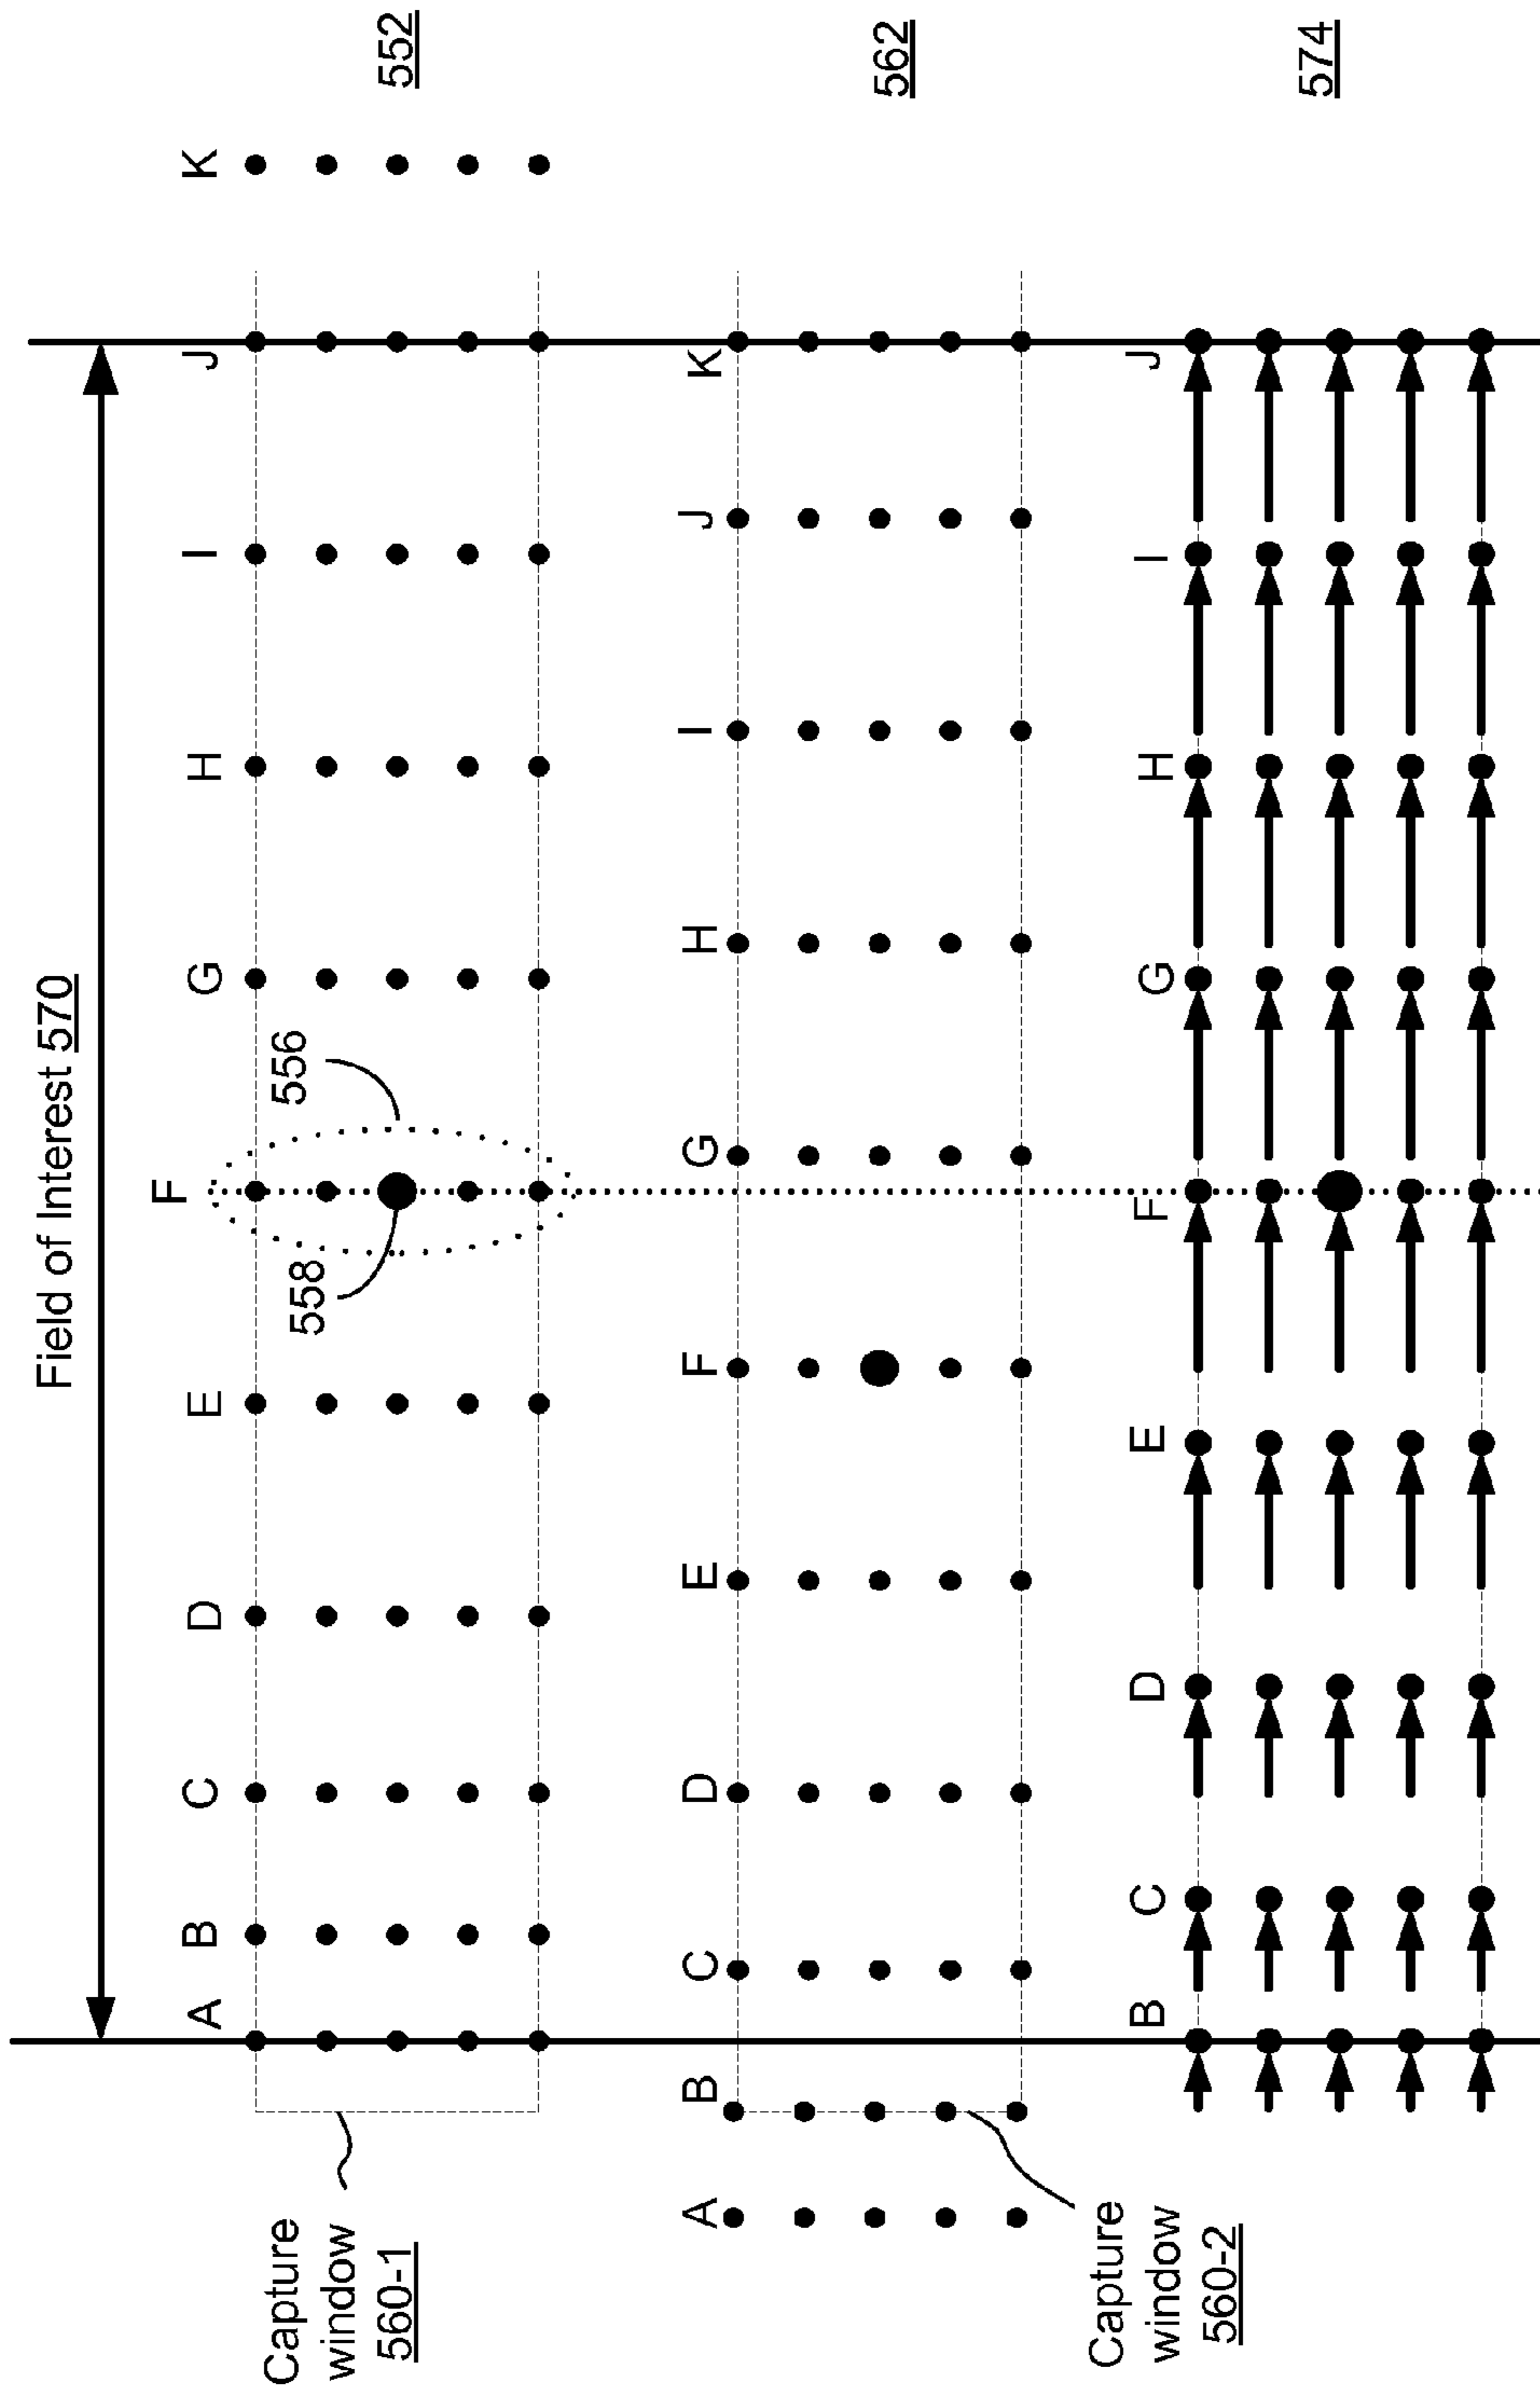 Field of Interest 570
A B C D E F G H I J K
552
558
556
Capture
window
560-1
A B C D E F G H I J K
562
Capture
window
560-2
B C D E F G H I J
574